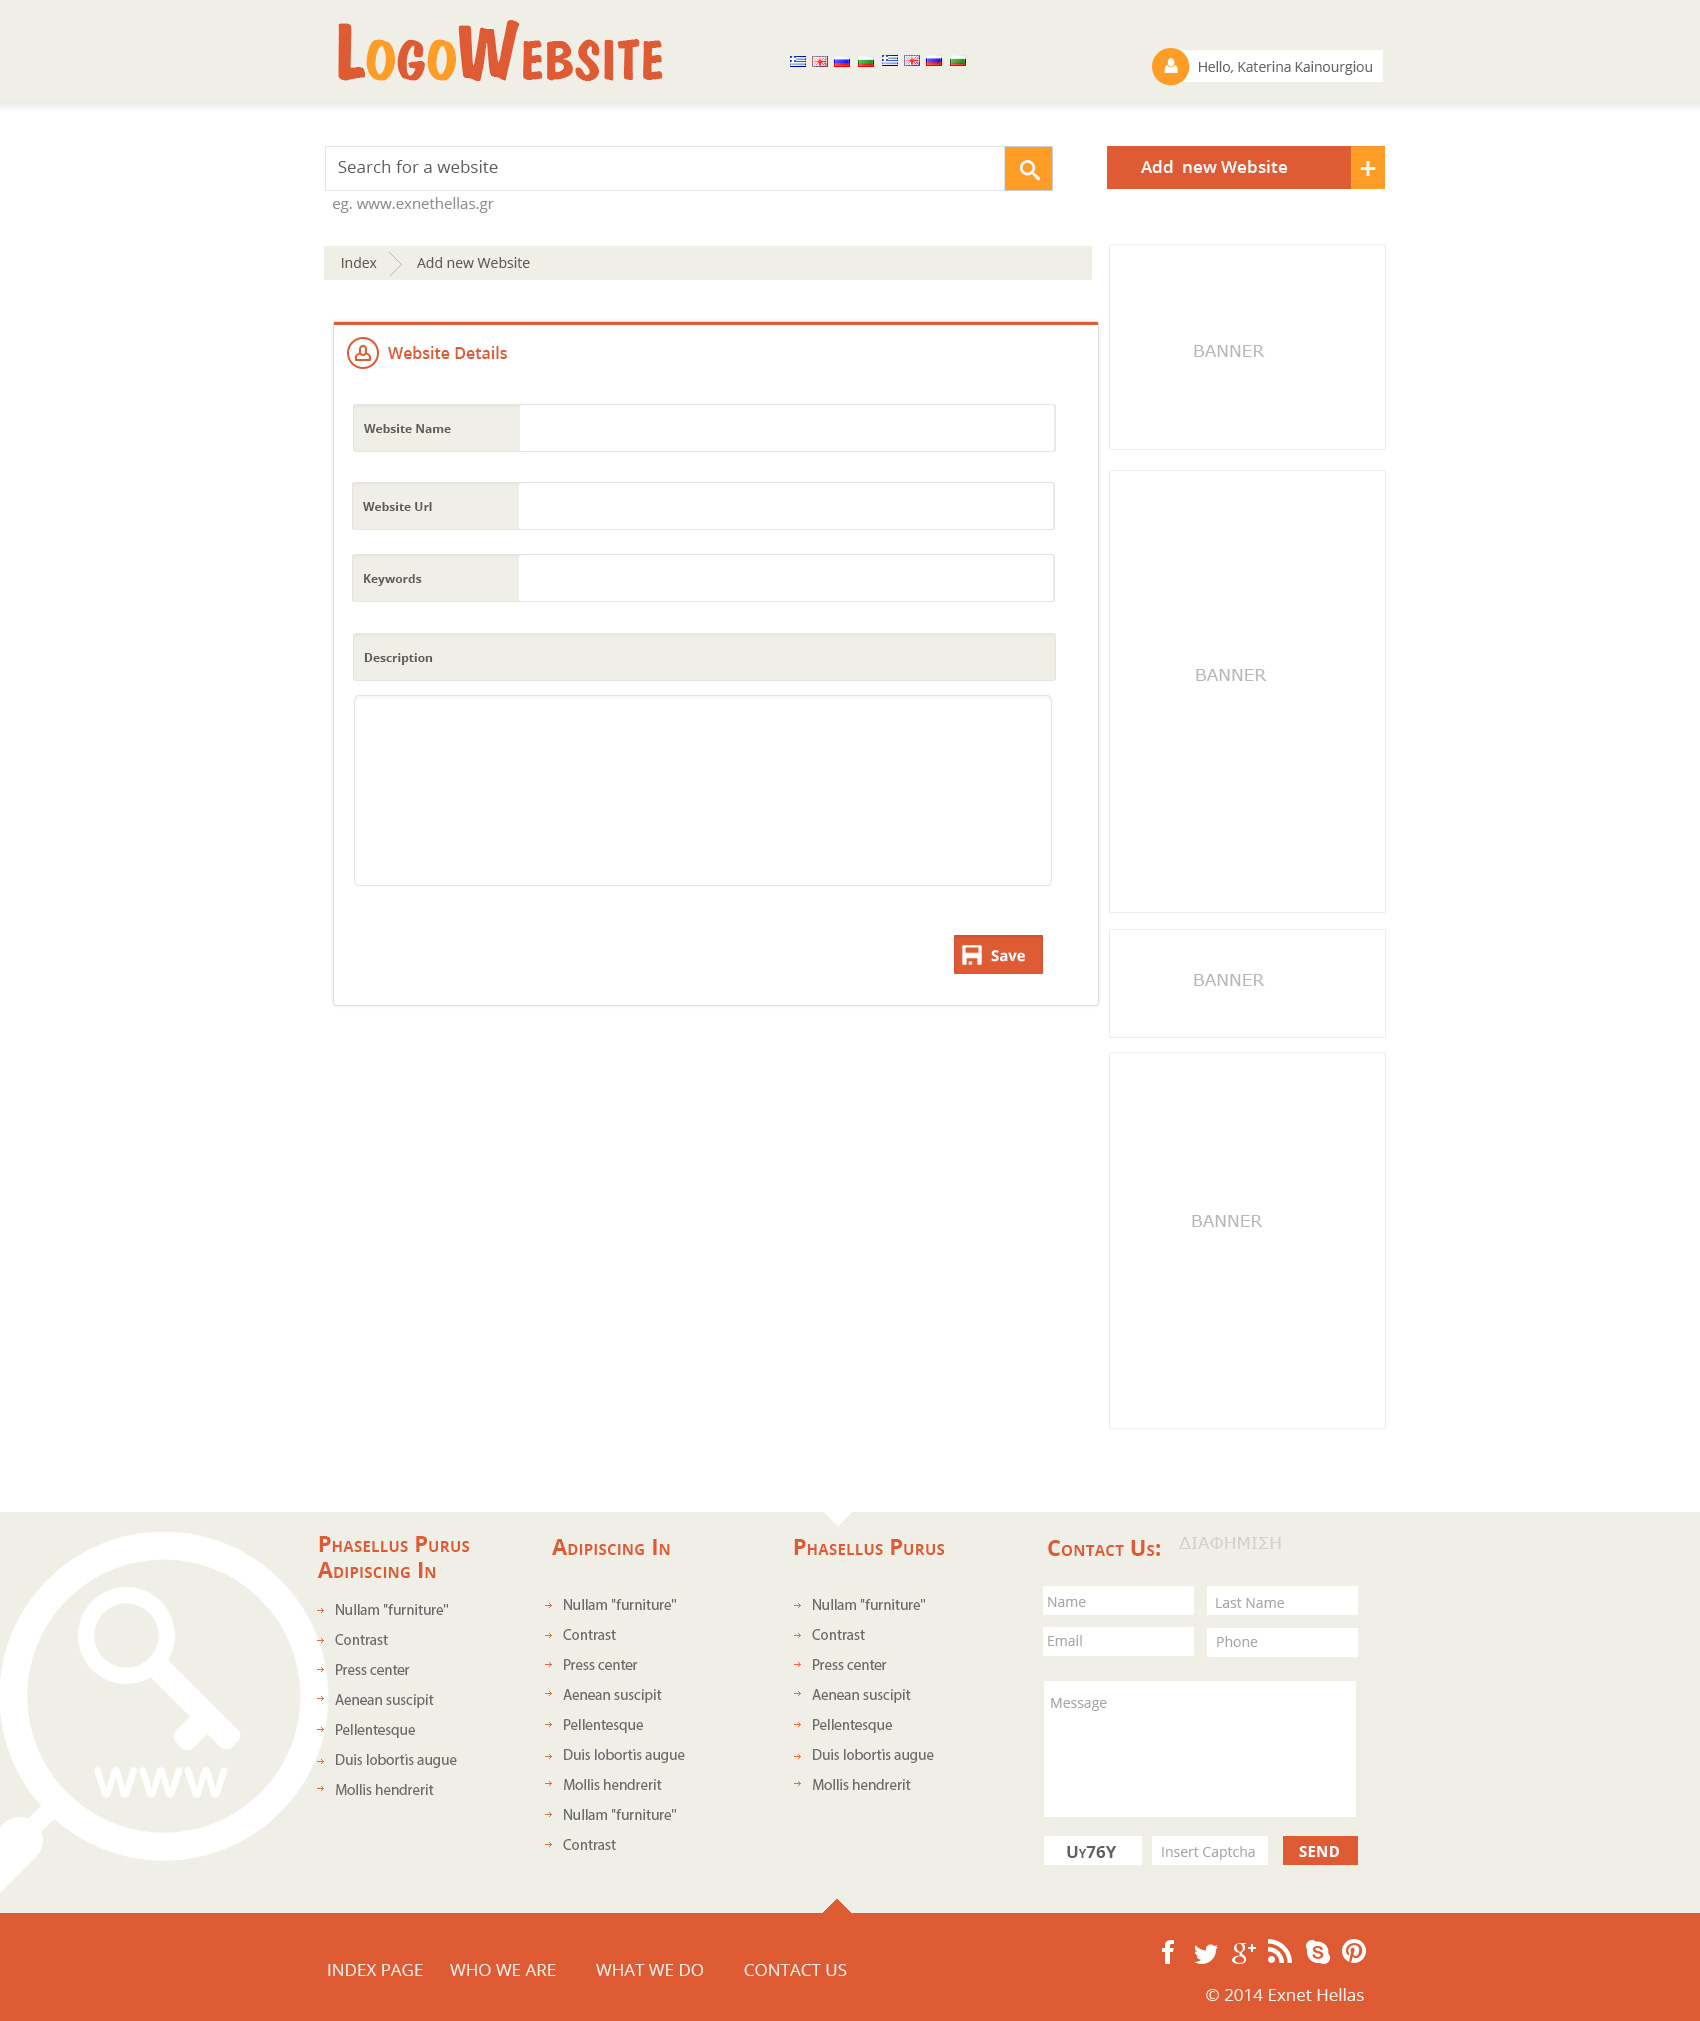 LogoWebsite
Hello, Katerina Kainourgiou
Search for a website
Add new Website +
eg. www.exnethellas.gr
Index
Add new Website
Website Details
Website Name
Website Url
Keywords
Description
Save
BANNER
BANNER
BANNER
BANNER
Phasellus Purus
Adipiscing In
Nullam "furniture"
Contrast
Press center
Aenean suscipit
Pellentesque
Duis lobortis augue
Mollis hendrerit
www
Adipiscing In
Nullam "furniture"
Contrast
Press center
Aenean suscipit
Pellentesque
Duis lobortis augue
Mollis hendrerit
Nullam "furniture"
Contrast
Phasellus Purus
Nullam "furniture"
Contrast
Press center
Aenean suscipit
Pellentesque
Duis lobortis augue
Mollis hendrerit
Contact Us:
ΔΙΑΦΗΜΙΣΗ
Name
Last Name
Email
Phone
Message
Uy76Y
Insert Captcha
SEND
INDEX PAGE
WHO WE ARE
WHAT WE DO
CONTACT US
© 2014 Exnet Hellas